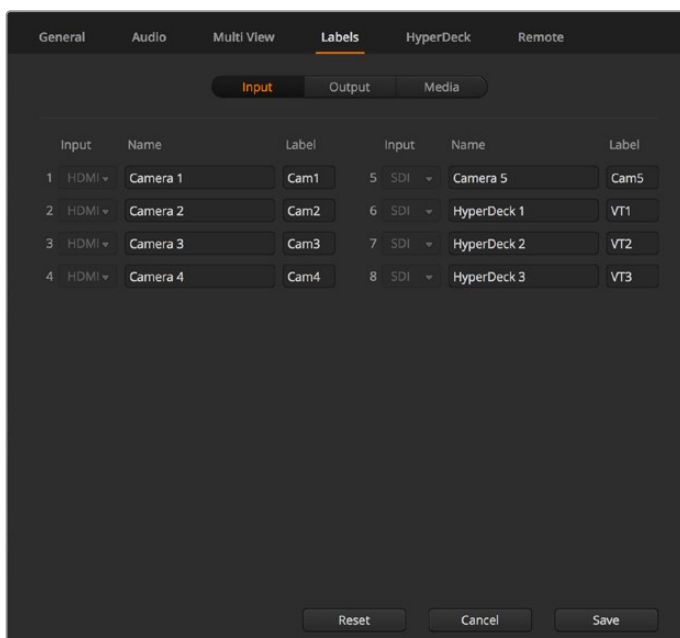 General Audio Multi View Labels HyperDeck Remote
Input Output Media
Input Name Label Input Name Label
1 HDMI Camera 1 Cam1 5 SDI Camera 5 Cam5
2 HDMI Camera 2 Cam2 6 SDI HyperDeck 1 VT1
3 HDMI Camera 3 Cam3 7 SDI HyperDeck 2 VT2
4 HDMI Camera 4 Cam4 8 SDI HyperDeck 3 VT3
Reset Cancel Save